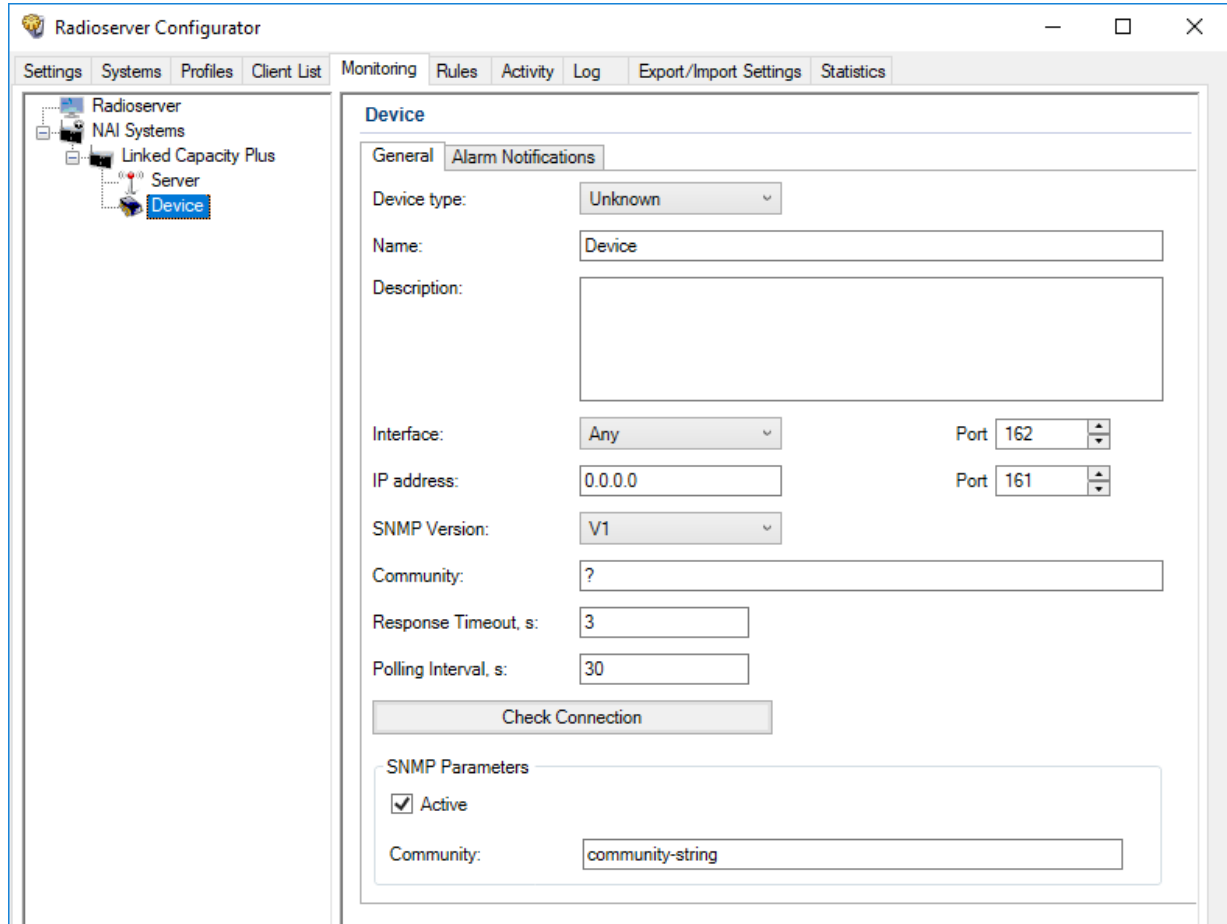 Radioserver Configurator
Settings Systems Profiles Client List Monitoring Rules Activity Log Export/Import Settings Statistics
Radioserver
NAI Systems
Linked Capacity Plus
Server
Device
Device
General Alarm Notifications
Device type: Unknown
Name: Device
Description:
Interface: Any Port 162
IP address: 0.0.0.0 Port 161
SNMP Version: V1
Community: ?
Response Timeout, s: 3
Polling Interval, s: 30
Check Connection
SNMP Parameters
Active
Community: community-string